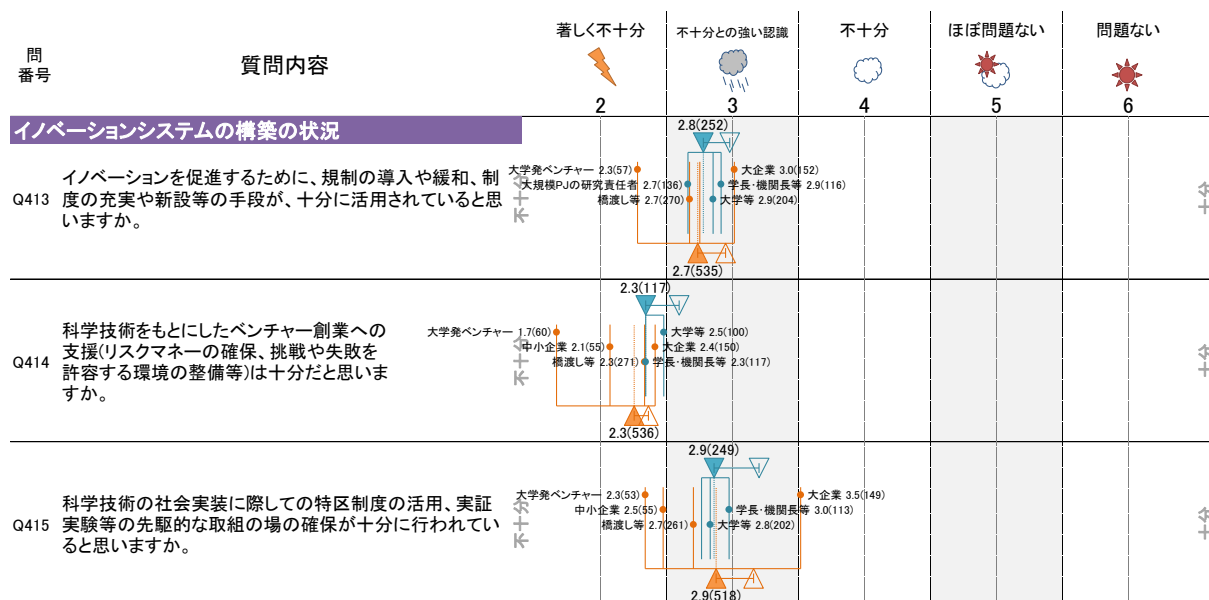 著しく不十分
不十分との強い認識
不十分
ほぼ問題ない
問題ない
問
番号
質問内容
2
3
4
5
6
イノベーションシステムの構築の状況
Q413
イノベーションを促進するために、規制の導入や緩和、制
度の充実や新設等の手段が、十分に活用されていると思
いますか。
2.8(252)
大学発ベンチャー 2.3(57)
大企業 3.0(152)
大規模PJの研究責任者 2.7(136)
学長・機関長等 2.9(116)
橋渡し等 2.7(270)
大学等 2.9(204)
2.7(535)
不十分
十分
Q414
科学技術をもとにしたベンチャー創業への
支援(リスクマネーの確保、挑戦や失敗を
許容する環境の整備等)は十分だと思いま
すか。
2.3(117)
大学発ベンチャー 1.7(60)
大学等 2.5(100)
中小企業 2.1(55)
大企業 2.4(150)
橋渡し等 2.3(271)
学長・機関長等 2.3(117)
2.3(536)
不十分
十分
Q415
科学技術の社会実装に際しての特区制度の活用、実証
実験等の先駆的な取組の場の確保が十分に行われてい
ると思いますか。
2.9(249)
大学発ベンチャー 2.3(53)
大企業 3.5(149)
中小企業 2.5(55)
学長・機関長等 3.0(113)
橋渡し等 2.7(261)
大学等 2.8(202)
2.9(518)
不十分
十分